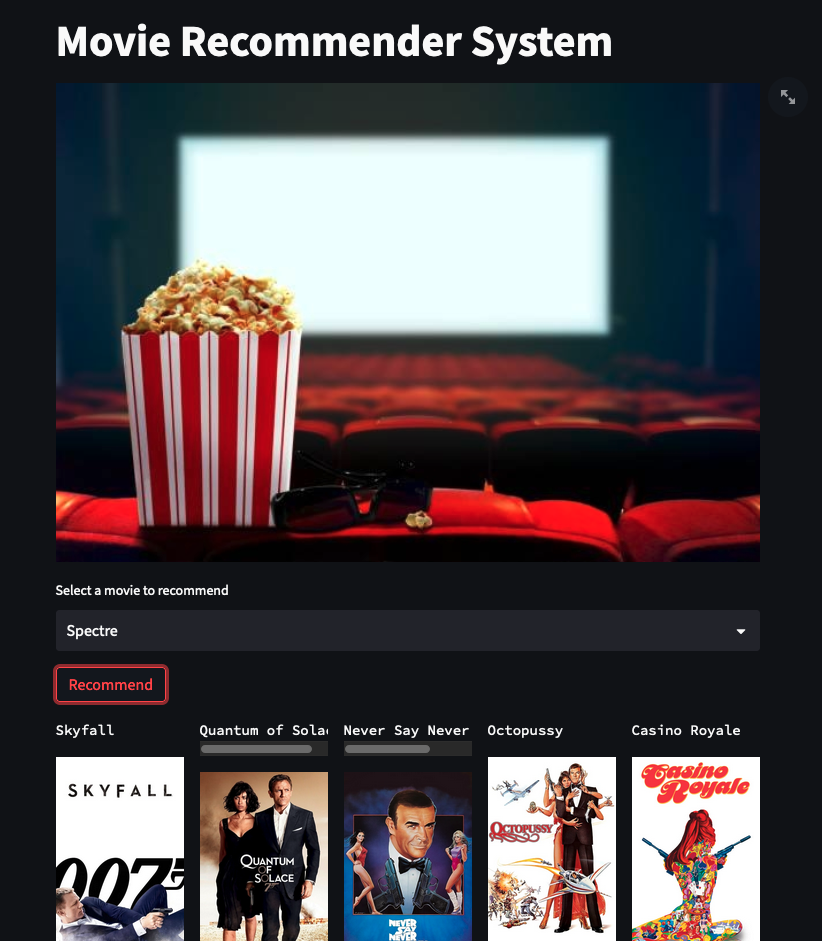 Movie Recommender System
Select a movie to recommend
Spectre
Recommend
Skyfall
Quantum of Sola
Never Say Never
Octopussy
Casino Royale
SKYFALL
007
QUANTUM
OF
SOLACE
007
NEVER
SAY
NEVER
OCTOPUSSY
Casino
Royale